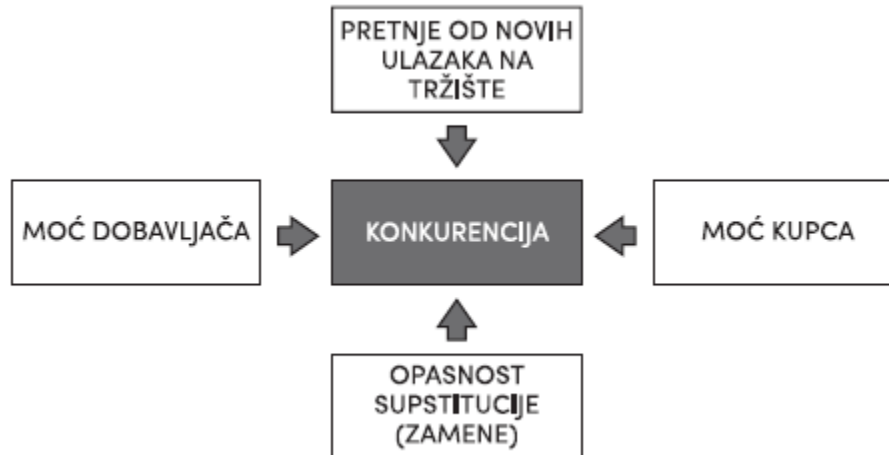 PRETNJE OD NOVIH
ULAZAKA NA
TRŽIŠTE
MOĆ DOBAVLJAČA
KONKURENCIJA
MOĆ KUPCA
OPASNOST
SUPSTITUCIJE
(ZAMENE)